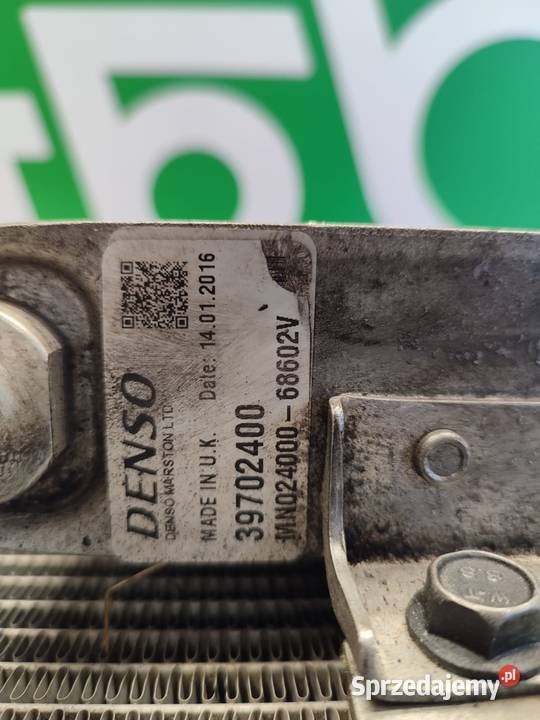 DENSO
DENSO MARSTON LTD
MADE IN U.K. Date: 14.01.2016
39702400
MN024000-68602V
8.8
Sprzedajemy.pl